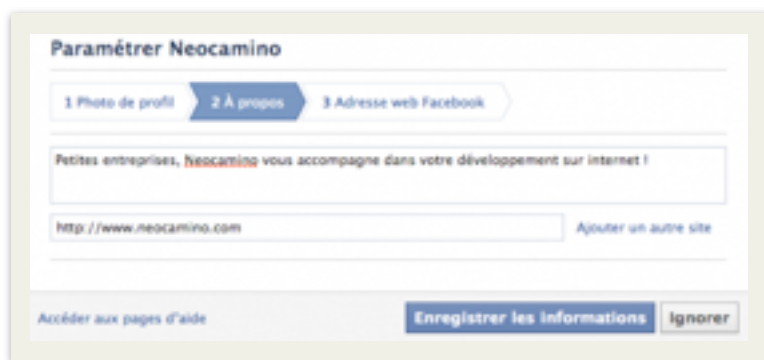 Paramétrer Neocamino
1 Photo de profil 2 À propos 3 Adresse web Facebook
Petites entreprises, Neocamino vous accompagne dans votre développement sur internet !
http://www.neocamino.com Ajouter un autre site
Accéder aux pages d'aide Enregistrer les informations Ignorer